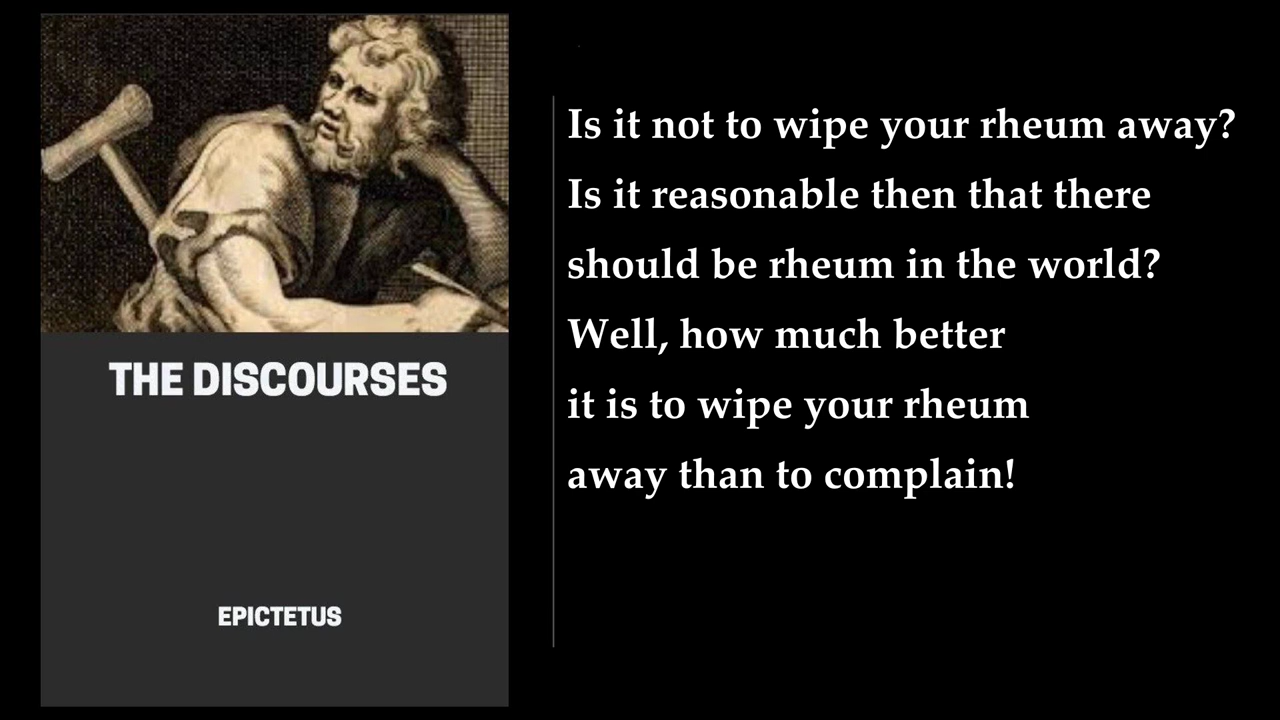 THE DISCOURSES
EPICTETUS
Is it not to wipe your rheum away?
Is it reasonable then that there
should be rheum in the world?
Well, how much better
it is to wipe your rheum
away than to complain!